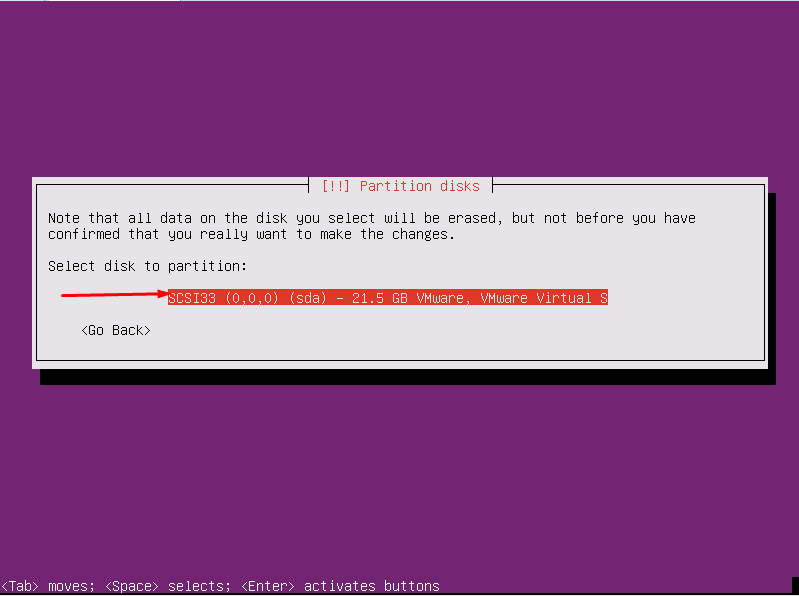 [!!] Partition disks
Note that all data on the disk you select will be erased, but not before you have
confirmed that you really want to make the changes.
Select disk to partition:
SCSI33 (0,0,0) (sda) - 21.5 GB VMware, VMware Virtual S
<Go Back>
<Tab> moves; <Space> selects; <Enter> activates buttons